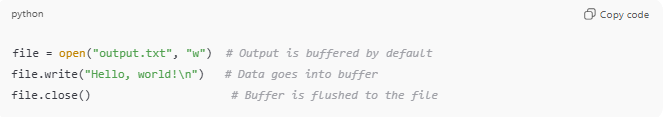 python
Copy code
file = open("output.txt", "w")  # Output is buffered by default
file.write("Hello, world!\n")   # Data goes into buffer
file.close()                     # Buffer is flushed to the file